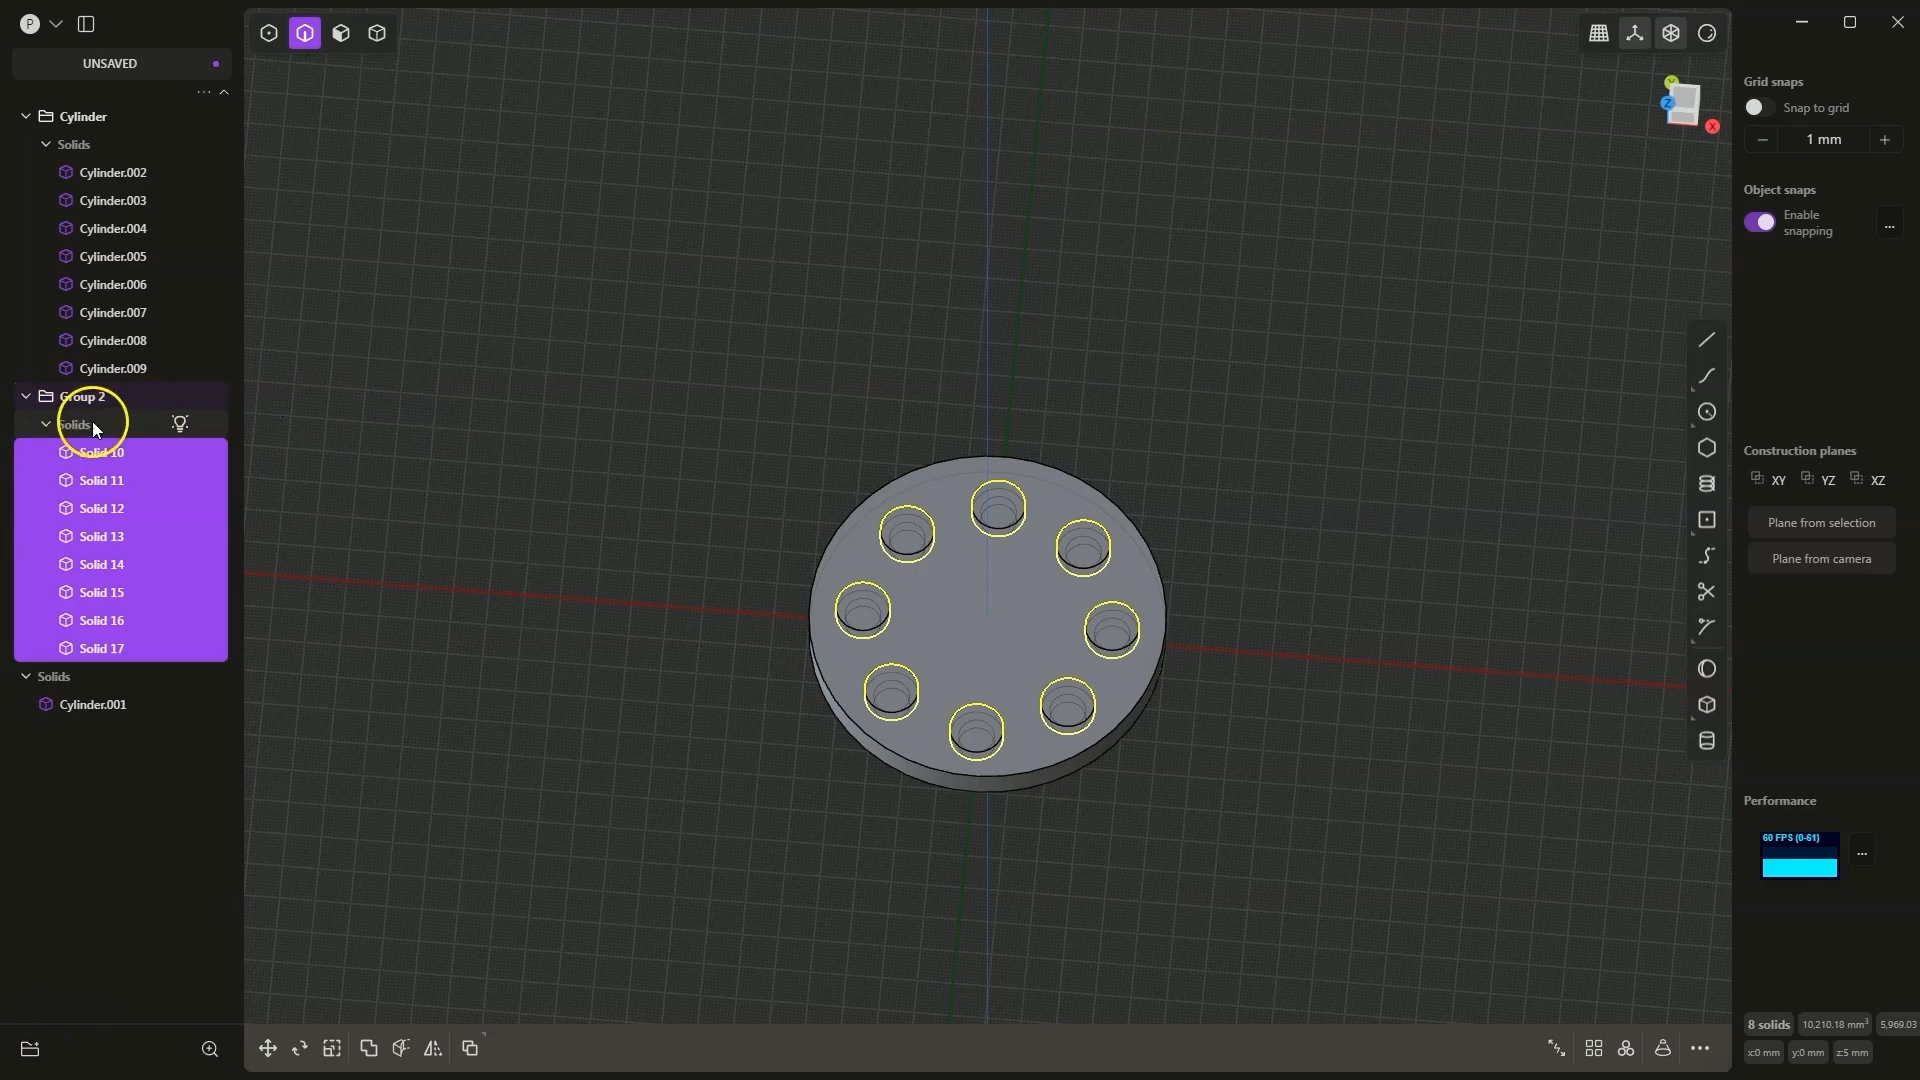 P
UNSAVED
Cylinder
Solids
Cylinder.002
Cylinder.003
Cylinder.004
Cylinder.005
Cylinder.006
Cylinder.007
Cylinder.008
Cylinder.009
Group 2
Solids
Solid 10
Solid 11
Solid 12
Solid 13
Solid 14
Solid 15
Solid 16
Solid 17
Solids
Cylinder.001
Y
Z
X
Grid snaps
Snap to grid
1 mm
Object snaps
Enable
snapping
...
Construction planes
XY YZ XZ
Plane from selection
Plane from camera
Performance
60 FPS (0-61)
...
8 solids 10,210.18 mm³ 5,969.03
x:0 mm y:0 mm z:5 mm